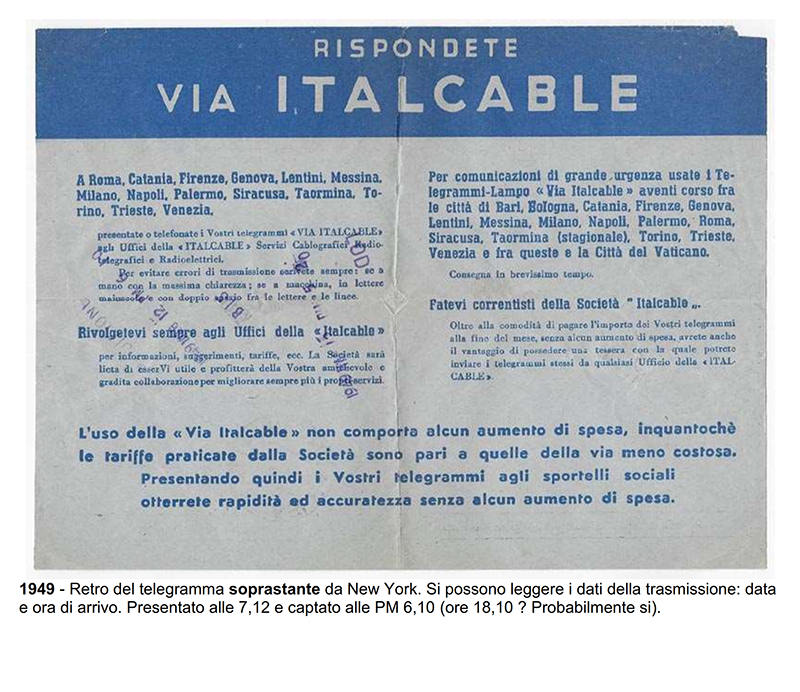 RISPONDETE
VIA ITALCABLE
A Roma, Catania, Firenze, Genova, Lentini, Messina,
Milano, Napoli, Palermo, Siracusa, Taormina, To-
rino, Trieste, Venezia,
presentate o telefonate i Vostri telegrammi «VIA ITALCABLE»
agli Uffici della «ITALCABLE» Servizi Cablografici Radio-
telegrafici e Radioelettrici.
Per evitare errori di trasmissione scrivete sempre: se a
mano con la messima chiarezza; se a macchina, in lettere
maiuscole con doppio spazio fra le lettere e le linee.
Rivolgetevi sempre agli Uffici della «Italcable»
per informazioni, suggerimenti, tariffe, ecc. La Società sarà
lieta di esserVi utile e profitterà della Vostra amichevole e
gradita collaborazione per migliorare sempre più i propri servizi.
Per comunicazioni di grande urgenza usate i Te-
legrammi-Lampo «Via Italcable» aventi corso fra
le città di Bari, Bologna, Catania, Firenze, Genova,
Lentini, Messina, Milano, Napoli, Palermo, Roma,
Siracusa, Taormina (stagionale), Torino, Trieste,
Venezia e fra queste e la Città del Vaticano.
Consegna in brevissimo tempo.
Fatevi correntisti della Società "Italcable„.
Oltre alla comodità di pagare l'importo dei Vostri telegrammi
alla fine del mese, senza alcun aumento di spesa, avrete anche
il vantaggio di possedere una tessera con la quale potrete
inviare i telegrammi stessi da qualsiasi Ufficio della «ITAL-
CABLE».
L'uso della «Via Italcable» non comporta alcun aumento di spesa, inquantochè
le tariffe praticate dalla Società sono pari a quelle della via meno costosa.
Presentando quindi i Vostri telegrammi agli sportelli sociali
otterrete rapidità ed accuratezza senza alcun aumento di spesa.
1949 - Retro del telegramma soprastante da New York. Si possono leggere i dati della trasmissione: data
e ora di arrivo. Presentato alle 7,12 e captato alle PM 6,10 (ore 18,10 ? Probabilmente si).